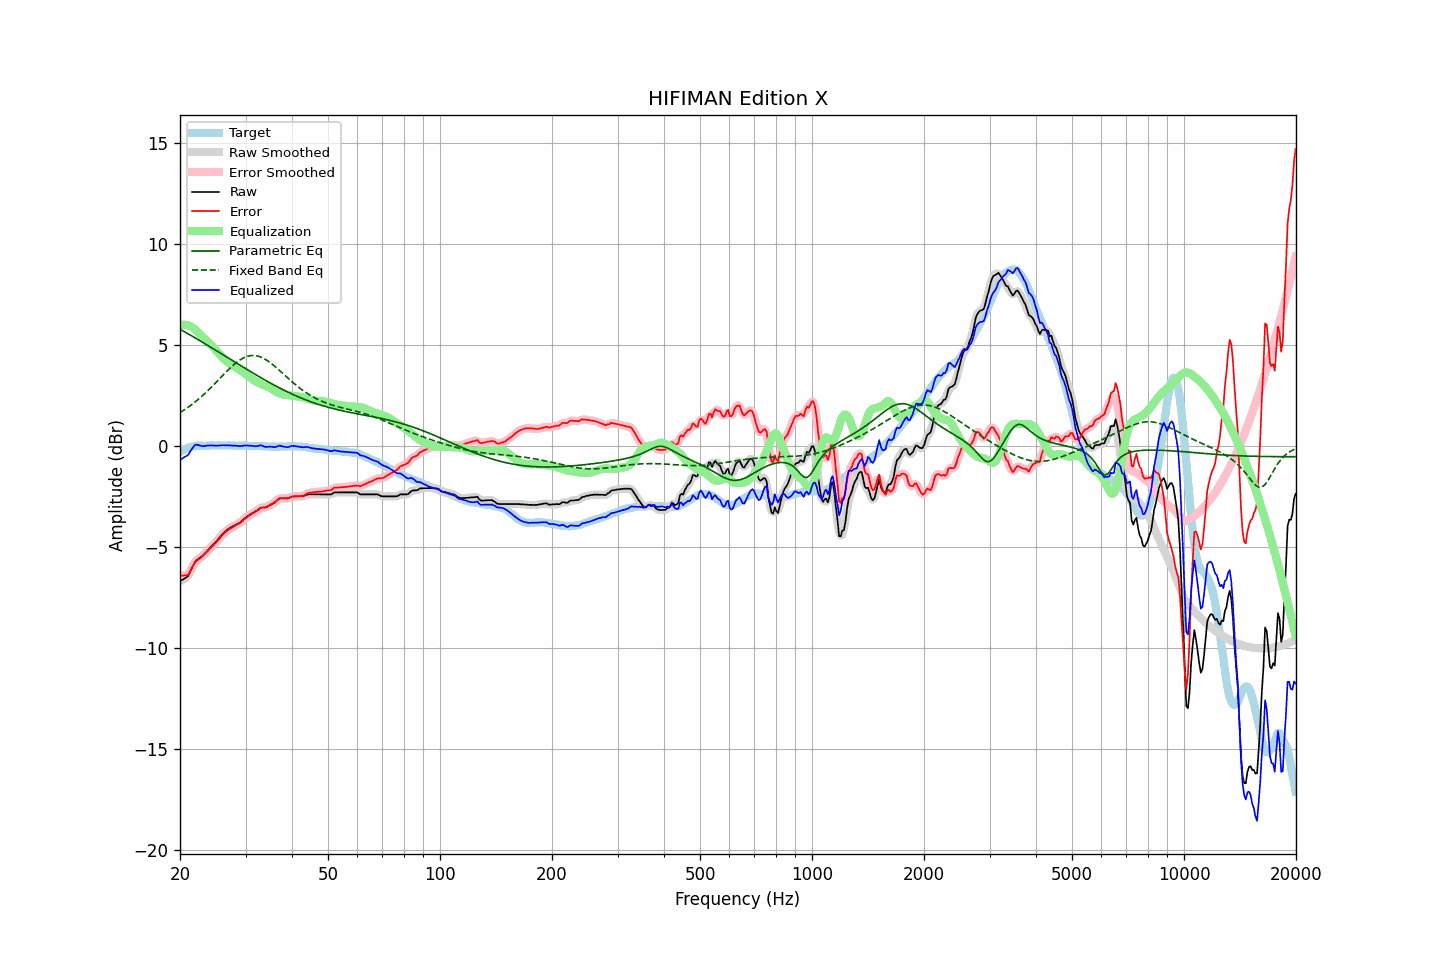 HIFIMAN Edition X
Target
Raw Smoothed
Error Smoothed
Raw
Error
Equalization
Parametric Eq
Fixed Band Eq
Equalized
Amplitude (dBr)
15
10
5
0
−5
−10
−15
−20
20
50
100
200
500
1000
2000
5000
10000
20000
Frequency (Hz)